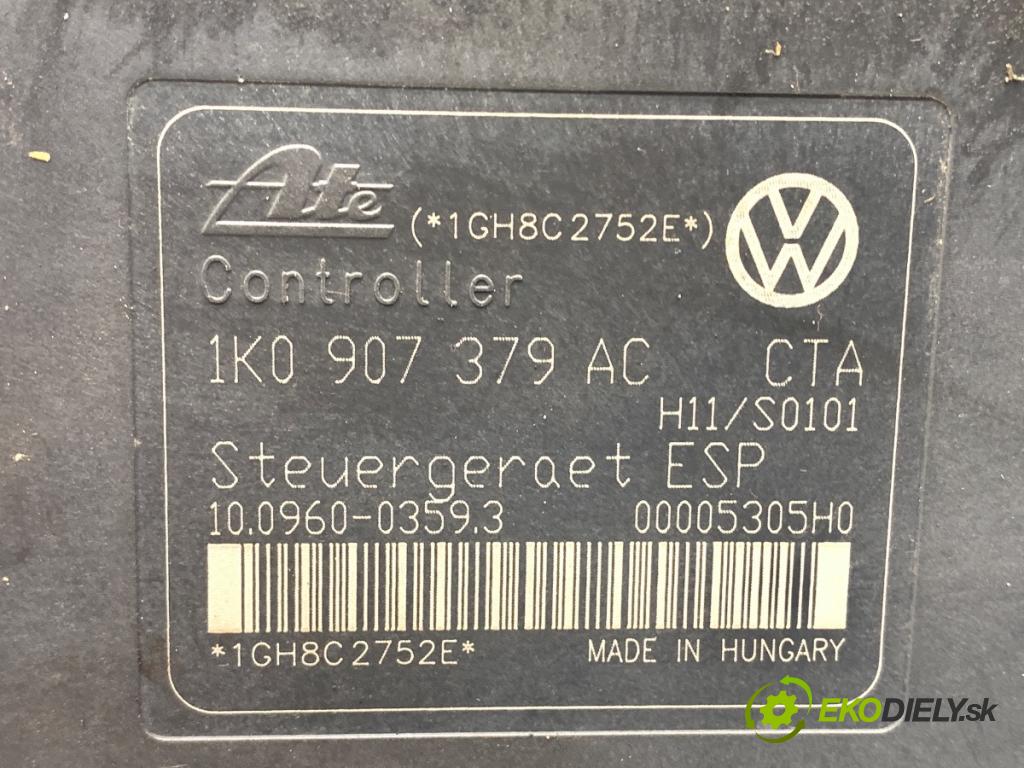 Ate (*1GH8C2752E*) VW
Controller
1K0 907 379 AC CTA
H11/S0101
Steuergeraet ESP
10.0960-0359.3 00005305H0
*1GH8C2752E* MADE IN HUNGARY
EKODIELY.sk